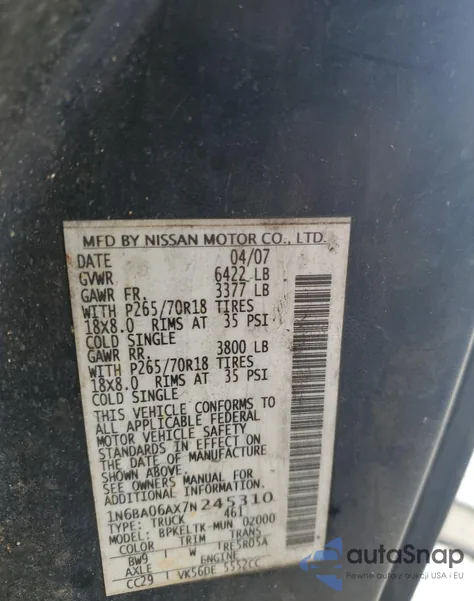 MFD BY NISSAN MOTOR CO., LTD.
DATE 04/07
GVWR 6422 LB
GAWR FR. 3377 LB
WITH P265/70R18 TIRES
18X8.0 RIMS AT 35 PSI
COLD SINGLE
GAWR RR. 3800 LB
WITH P265/70R18 TIRES
18X8.0 RIMS AT 35 PSI
COLD SINGLE
THIS VEHICLE CONFORMS TO
ALL APPLICABLE FEDERAL
MOTOR VEHICLE SAFETY
STANDARDS IN EFFECT ON
THE DATE OF MANUFACTURE
SHOWN ABOVE.
SEE OWNERS MANUAL FOR
ADDITIONAL INFORMATION.
1N6BA06AX7N245310
TYPE: TRUCK 461
MODEL: BPKELTK-MUN 02000
COLOR TRIM TRANS
BW9 W TRE5R05A
AXLE ENGINE
CC29 VK56DE 5552CC
autoSnap
Pojazdy z USA i EU